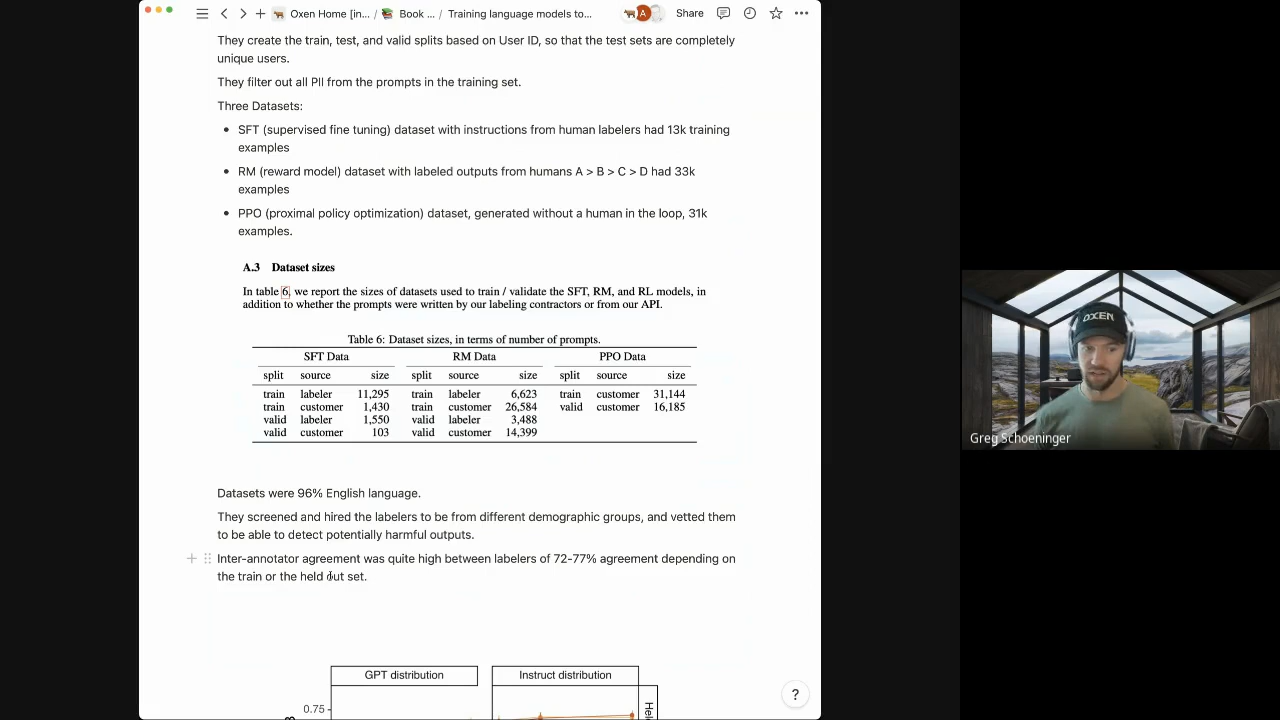 Oxen Home [in... / Book ... / Training language models to...
Share
They create the train, test, and valid splits based on User ID, so that the test sets are completely
unique users.
They filter out all PII from the prompts in the training set.
Three Datasets:
• SFT (supervised fine tuning) dataset with instructions from human labelers had 13k training
examples
• RM (reward model) dataset with labeled outputs from humans A > B > C > D had 33k
examples
• PPO (proximal policy optimization) dataset, generated without a human in the loop, 31k
examples.
A.3 Dataset sizes
In table 6, we report the sizes of datasets used to train / validate the SFT, RM, and RL models, in
addition to whether the prompts were written by our labeling contractors or from our API.
Table 6: Dataset sizes, in terms of number of prompts.
SFT Data RM Data PPO Data
split source size split source size split source size
train labeler 11,295 train labeler 6,623 train customer 31,144
train customer 1,430 train customer 26,584 valid customer 16,185
valid labeler 1,550 valid labeler 3,488
valid customer 103 valid customer 14,399
Datasets were 96% English language.
They screened and hired the labelers to be from different demographic groups, and vetted them
to be able to detect potentially harmful outputs.
Inter-annotator agreement was quite high between labelers of 72-77% agreement depending on
the train or the held out set.
GPT distribution Instruct distribution
0.75
Hel
?
A
OXEN
Greg Schoeninger